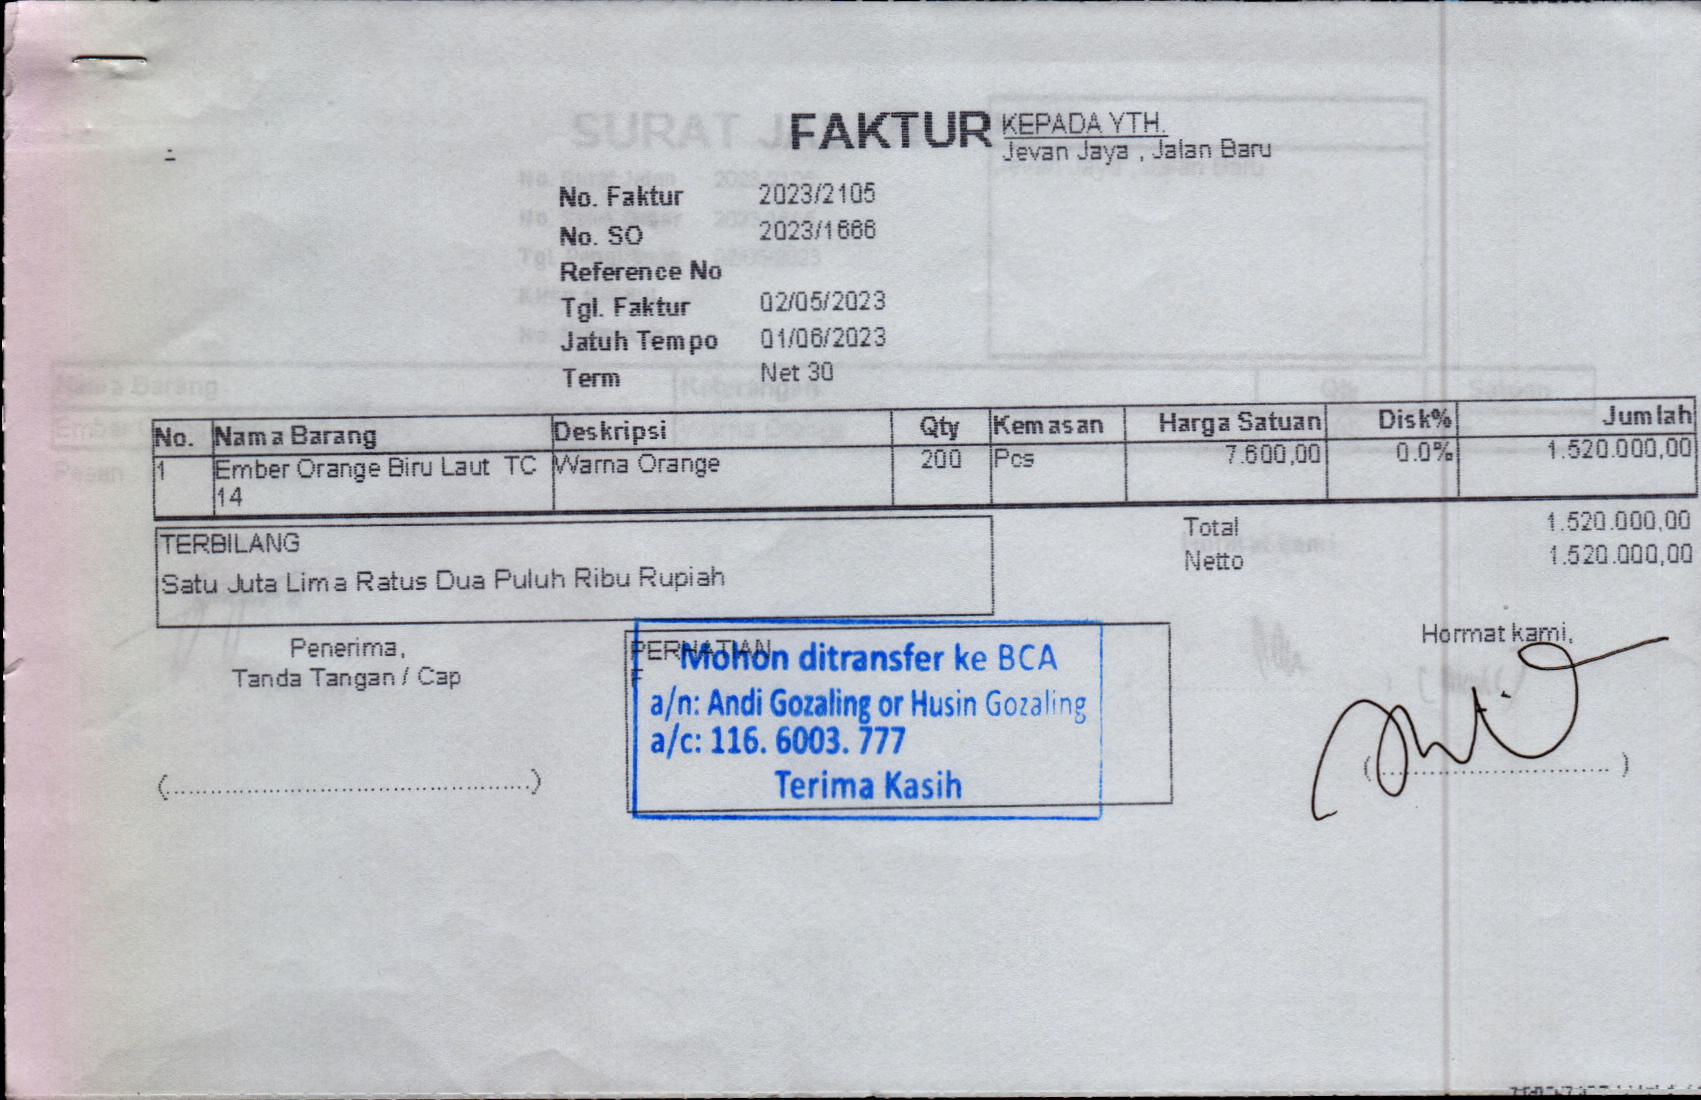 FAKTUR
KEPADA YTH.
Jevan Jaya , Jalan Baru
No. Faktur 2023/2105
No. SO 2023/1666
Reference No
Tgl. Faktur 02/05/2023
Jatuh Tempo 01/06/2023
Term Net 30
No. Nama Barang Deskripsi Qty Kemasan Harga Satuan Disk% Jumlah
1 Ember Orange Biru Laut TC Warna Orange 200 Pcs 7.600,00 0.0% 1.520.000,00
14
TERBILANG
Satu Juta Lima Ratus Dua Puluh Ribu Rupiah
Total 1.520.000,00
Netto 1.520.000,00
Penerima,
Tanda Tangan / Cap
(..............................................)
PERHATIAN
F
Mohon ditransfer ke BCA
a/n: Andi Gozaling or Husin Gozaling
a/c: 116. 6003. 777
Terima Kasih
Hormat kami,
(..............................)